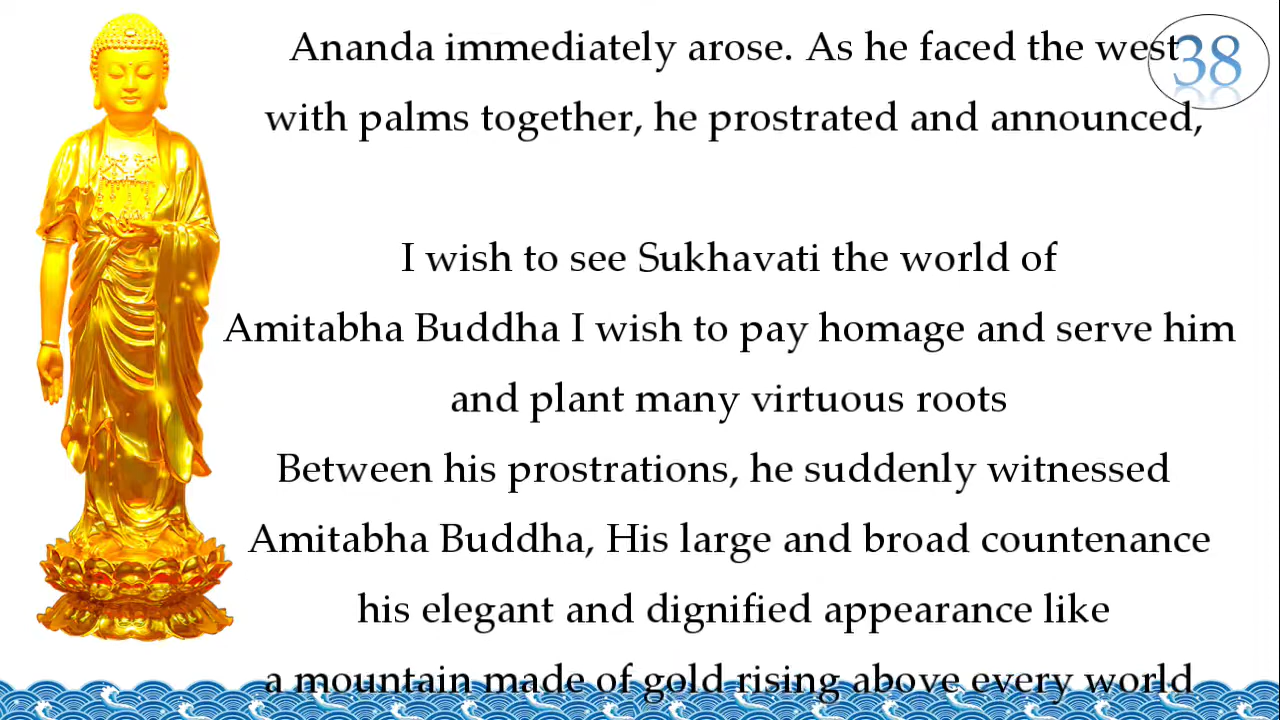 Ananda immediately arose. As he faced the west
38
with palms together, he prostrated and announced,
I wish to see Sukhavati the world of
Amitabha Buddha I wish to pay homage and serve him
and plant many virtuous roots
Between his prostrations, he suddenly witnessed
Amitabha Buddha, His large and broad countenance
his elegant and dignified appearance like
a mountain made of gold rising above every world